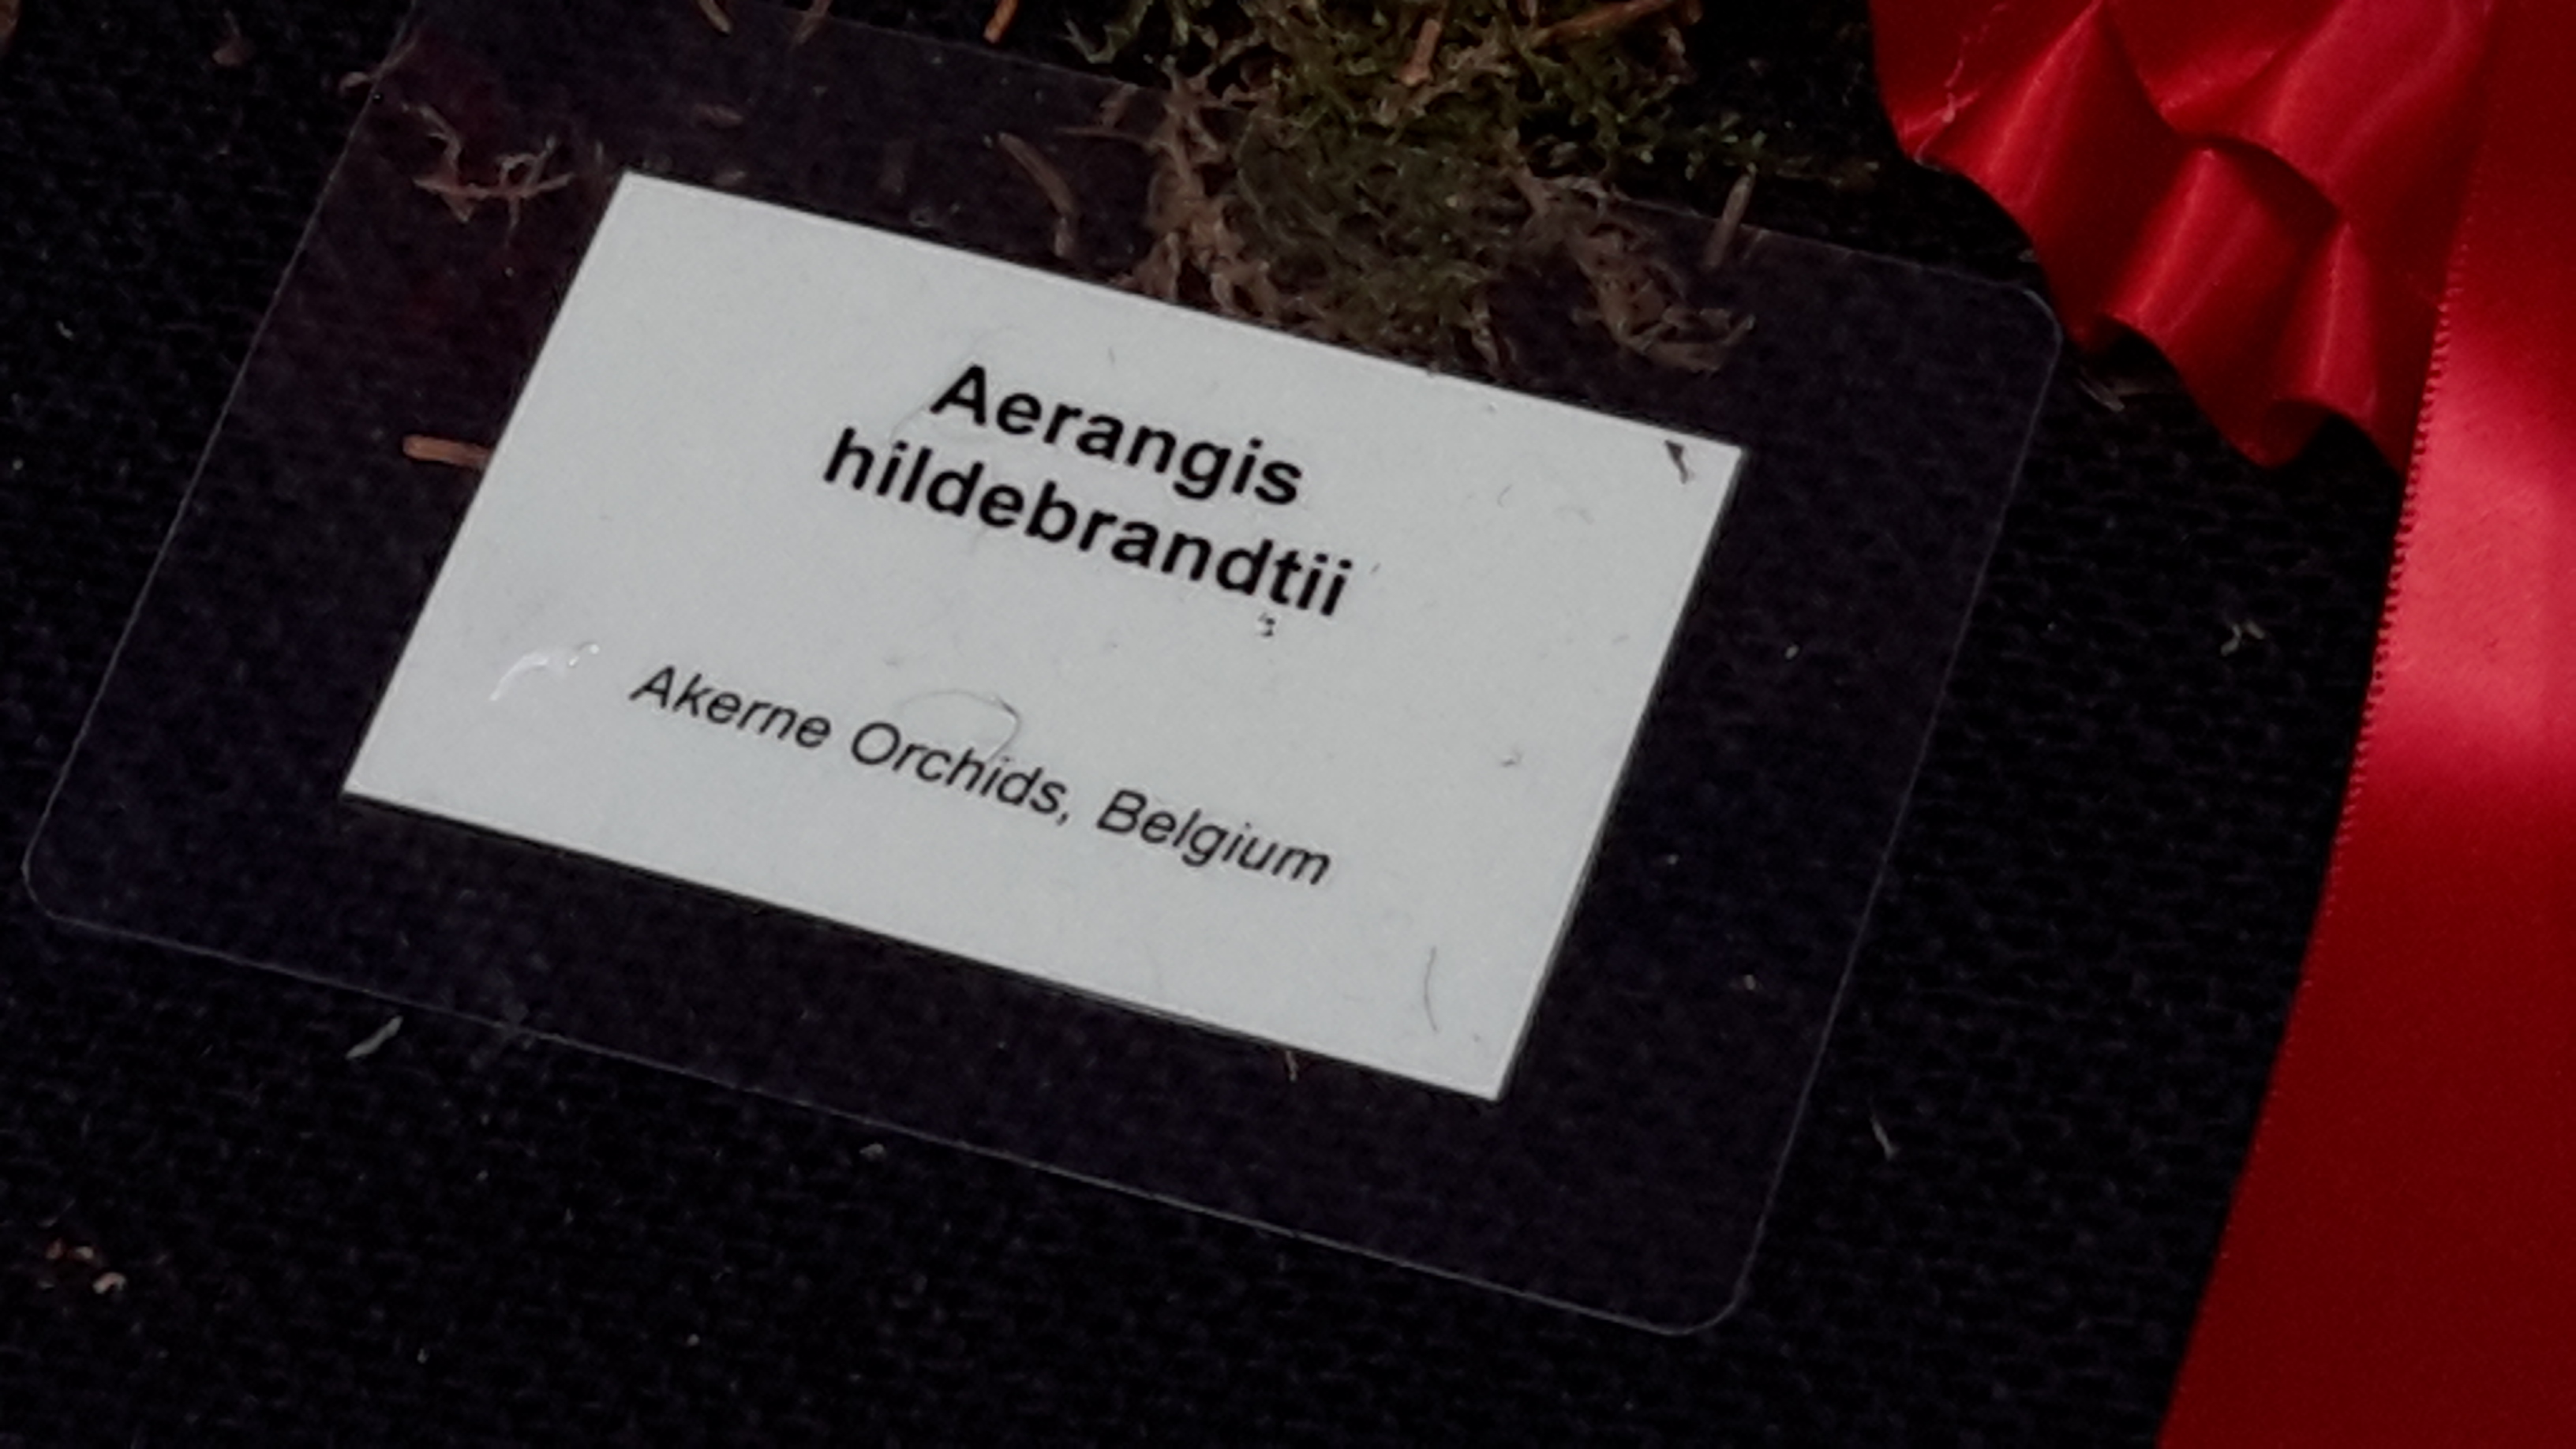 Aerangis
hildebrandtii
Akerne Orchids, Belgium